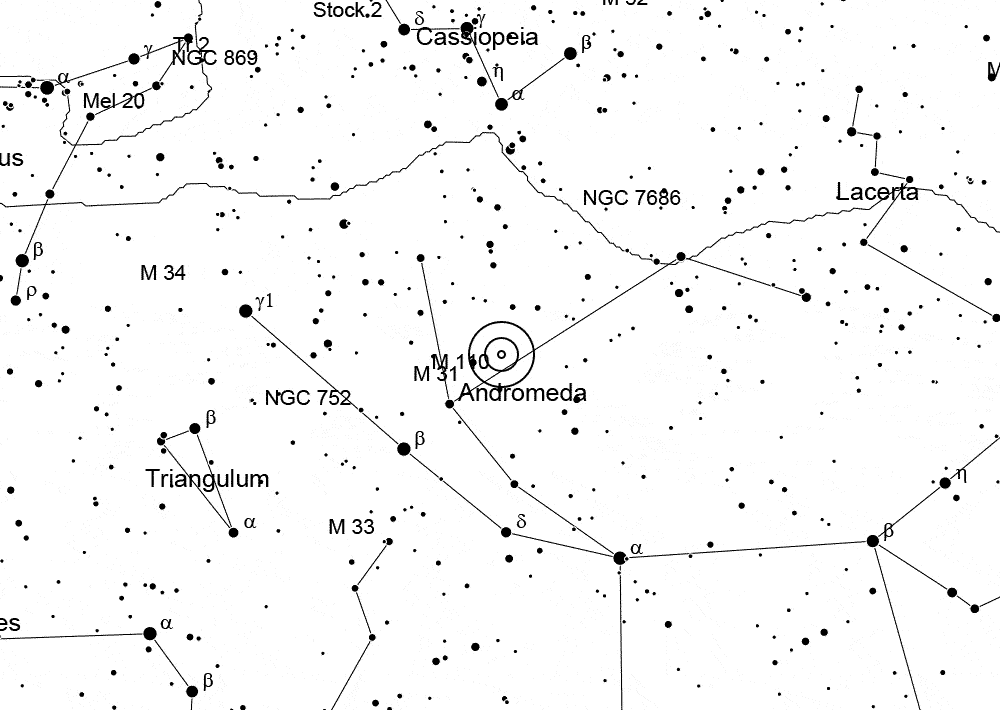 M 52
Stock 2
δ
γ
Cassiopeia
β
γ
Tr 2
NGC 869
η
M
α
α
Mel 20
us
Lacerta
NGC 7686
β
M 34
ρ
γ1
M 110
M 31
Andromeda
NGC 752
β
β
Triangulum
η
α
M 33
δ
β
α
es
α
β